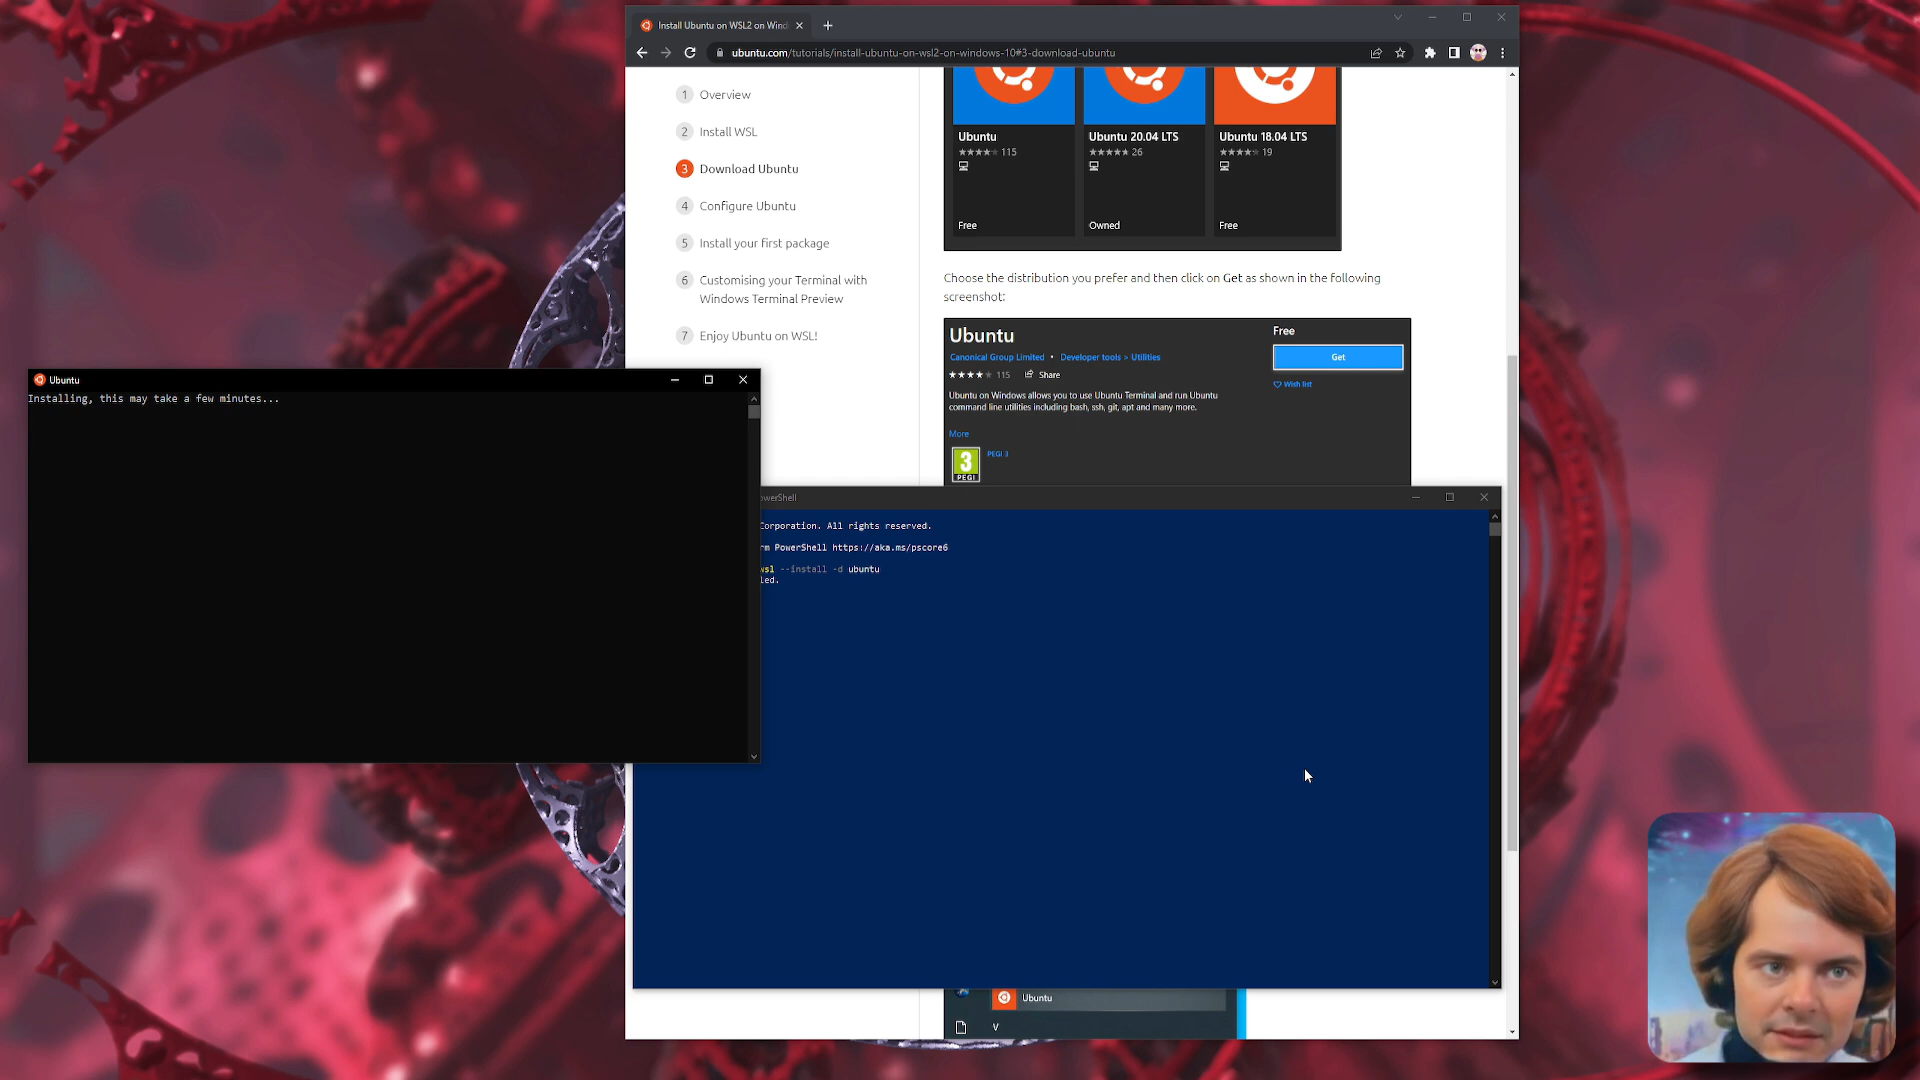 Install Ubuntu on WSL2 on Wind
ubuntu.com/tutorials/install-ubuntu-on-wsl2-on-windows-10#3-download-ubuntu
1 Overview
2 Install WSL
3 Download Ubuntu
4 Configure Ubuntu
5 Install your first package
6 Customising your Terminal with
Windows Terminal Preview
7 Enjoy Ubuntu on WSL!
Ubuntu
115
Free
Ubuntu 20.04 LTS
26
Owned
Ubuntu 18.04 LTS
19
Free
Choose the distribution you prefer and then click on Get as shown in the following
screenshot:
Ubuntu
Canonical Group Limited • Developer tools > Utilities
115 Share
Ubuntu on Windows allows you to use Ubuntu Terminal and run Ubuntu
command line utilities including bash, ssh, git, apt and many more.
More
3
PEGI
PEGI 3
Free
Get
Wish list
Ubuntu
Installing, this may take a few minutes...
owerShell
Corporation. All rights reserved.
rm PowerShell https://aka.ms/pscore6
wsl --install -d ubuntu
led.
Ubuntu
V